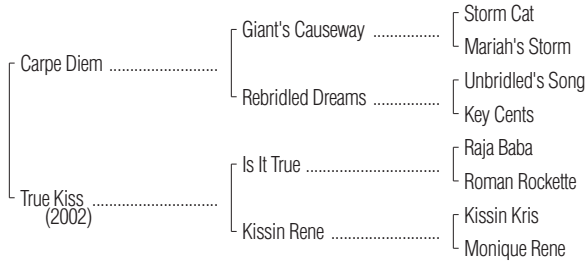 Storm Cat
Giant's Causeway ..................
Mariah's Storm
Carpe Diem ........................
Unbridled's Song
Rebridled Dreams ................
Key Cents
Raja Baba
Is It True ...............................
Roman Rockette
True Kiss ............................
(2002)
Kissin Kris
Kissin Rene ........................
Monique Rene